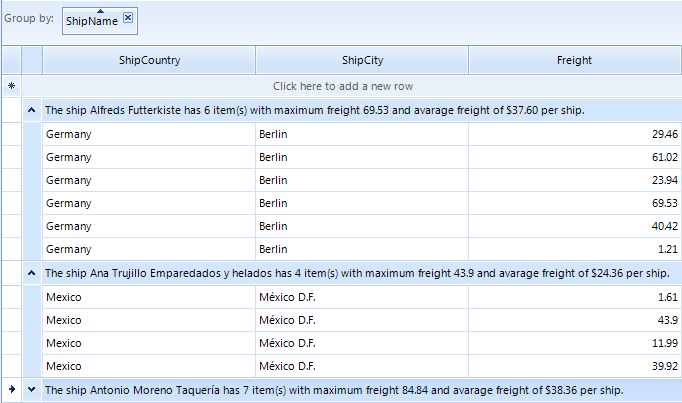 Group by: ShipName
ShipCountry ShipCity Freight
Click here to add a new row
The ship Alfreds Futterkiste has 6 item(s) with maximum freight 69.53 and avarage freight of $37.60 per ship.
Germany Berlin 29.46
Germany Berlin 61.02
Germany Berlin 23.94
Germany Berlin 69.53
Germany Berlin 40.42
Germany Berlin 1.21
The ship Ana Trujillo Emparedados y helados has 4 item(s) with maximum freight 43.9 and avarage freight of $24.36 per ship.
Mexico México D.F. 1.61
Mexico México D.F. 43.9
Mexico México D.F. 11.99
Mexico México D.F. 39.92
The ship Antonio Moreno Taquería has 7 item(s) with maximum freight 84.84 and avarage freight of $38.36 per ship.